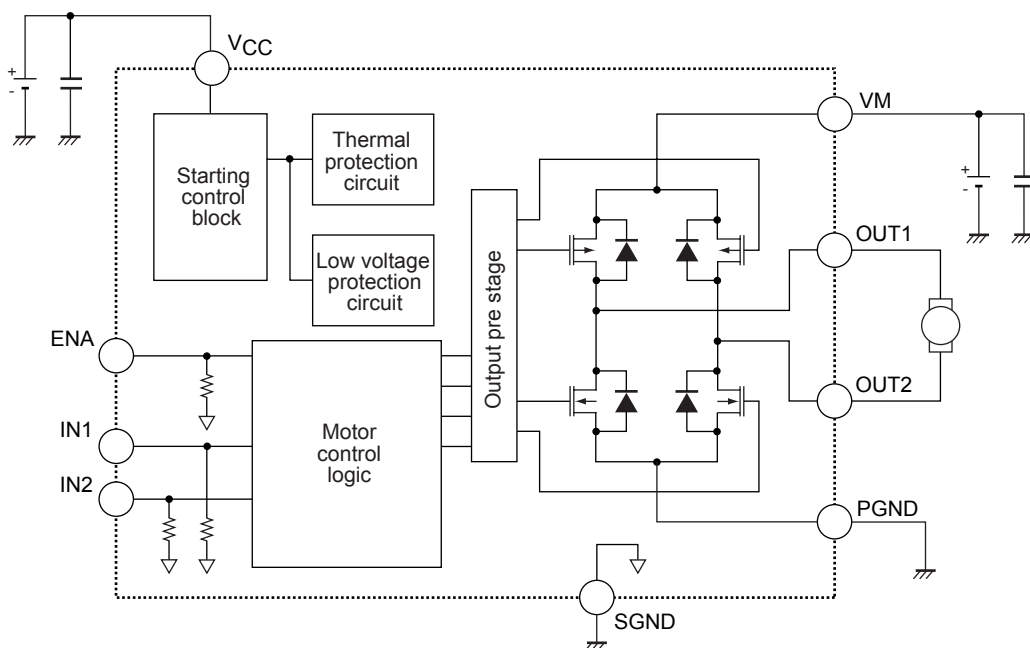 VCC
VM
Thermal
protection
circuit
Starting
control
block
Low voltage
protection
circuit
Output pre stage
OUT1
OUT2
ENA
IN1
IN2
Motor
control
logic
PGND
SGND
+
-
+
-